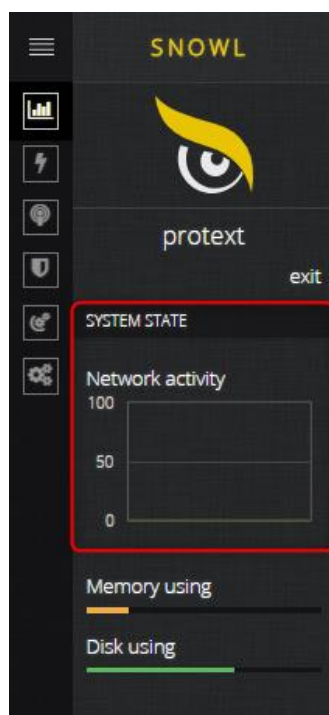 SNOWL
protext
exit
SYSTEM STATE
Network activity
100
50
0
Memory using
Disk using